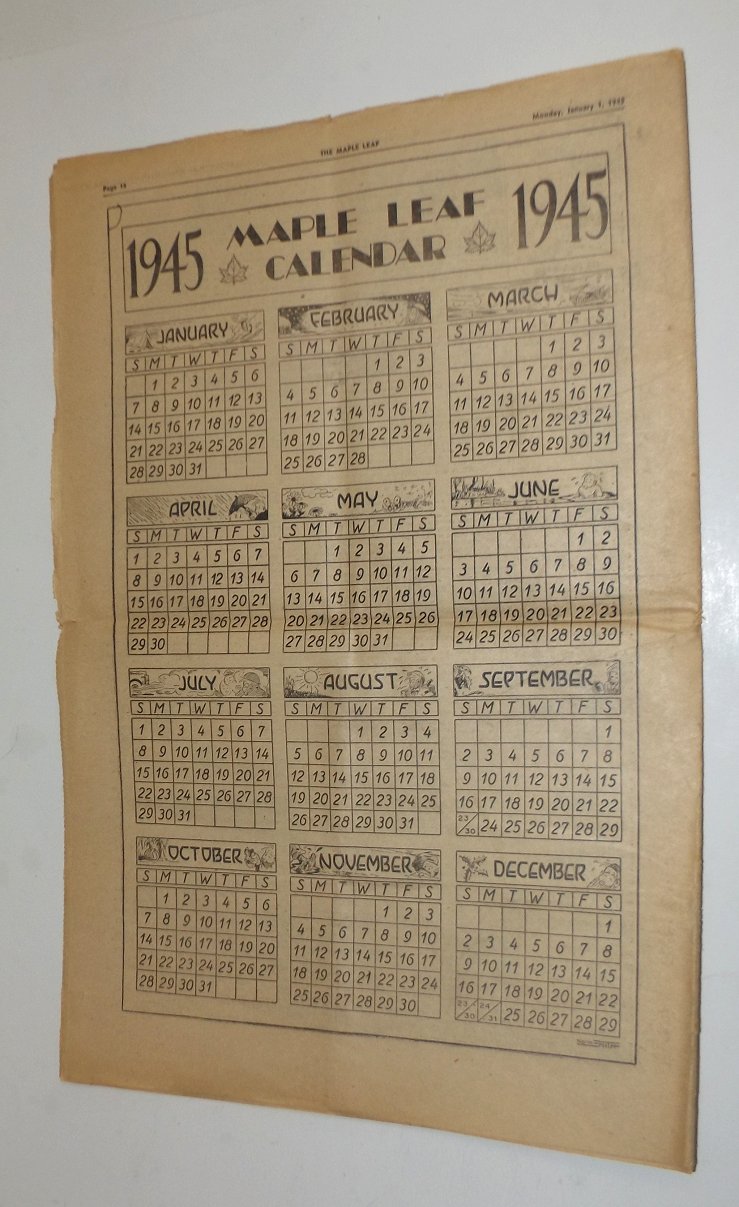 Page 16 THE MAPLE LEAF Monday, January 1, 1945
1945 MAPLE LEAF CALENDAR 1945
JANUARY
S M T W T F S
1 2 3 4 5 6
7 8 9 10 11 12 13
14 15 16 17 18 19 20
21 22 23 24 25 26 27
28 29 30 31
FEBRUARY
S M T W T F S
1 2 3
4 5 6 7 8 9 10
11 12 13 14 15 16 17
18 19 20 21 22 23 24
25 26 27 28
MARCH
S M T W T F S
1 2 3
4 5 6 7 8 9 10
11 12 13 14 15 16 17
18 19 20 21 22 23 24
25 26 27 28 29 30 31
APRIL
S M T W T F S
1 2 3 4 5 6 7
8 9 10 11 12 13 14
15 16 17 18 19 20 21
22 23 24 25 26 27 28
29 30
MAY
S M T W T F S
1 2 3 4 5
6 7 8 9 10 11 12
13 14 15 16 17 18 19
20 21 22 23 24 25 26
27 28 29 30 31
JUNE
S M T W T F S
1 2
3 4 5 6 7 8 9
10 11 12 13 14 15 16
17 18 19 20 21 22 23
24 25 26 27 28 29 30
JULY
S M T W T F S
1 2 3 4 5 6 7
8 9 10 11 12 13 14
15 16 17 18 19 20 21
22 23 24 25 26 27 28
29 30 31
AUGUST
S M T W T F S
1 2 3 4
5 6 7 8 9 10 11
12 13 14 15 16 17 18
19 20 21 22 23 24 25
26 27 28 29 30 31
SEPTEMBER
S M T W T F S
1
2 3 4 5 6 7 8
9 10 11 12 13 14 15
16 17 18 19 20 21 22
23/30 24 25 26 27 28 29
OCTOBER
S M T W T F S
1 2 3 4 5 6
7 8 9 10 11 12 13
14 15 16 17 18 19 20
21 22 23 24 25 26 27
28 29 30 31
NOVEMBER
S M T W T F S
1 2 3
4 5 6 7 8 9 10
11 12 13 14 15 16 17
18 19 20 21 22 23 24
25 26 27 28 29 30
DECEMBER
S M T W T F S
1
2 3 4 5 6 7 8
9 10 11 12 13 14 15
16 17 18 19 20 21 22
23/30 24/31 25 26 27 28 29